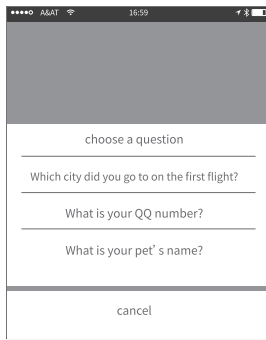 A&AT 16:59
choose a question
Which city did you go to on the first flight?
What is your QQ number?
What is your pet's name?
cancel